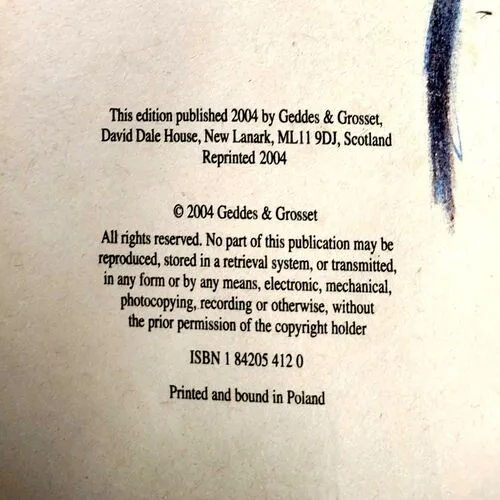 This edition published 2004 by Geddes & Grosset,
David Dale House, New Lanark, ML11 9DJ, Scotland
Reprinted 2004
© 2004 Geddes & Grosset
All rights reserved. No part of this publication may be
reproduced, stored in a retrieval system, or transmitted,
in any form or by any means, electronic, mechanical,
photocopying, recording or otherwise, without
the prior permission of the copyright holder
ISBN 1 84205 412 0
Printed and bound in Poland